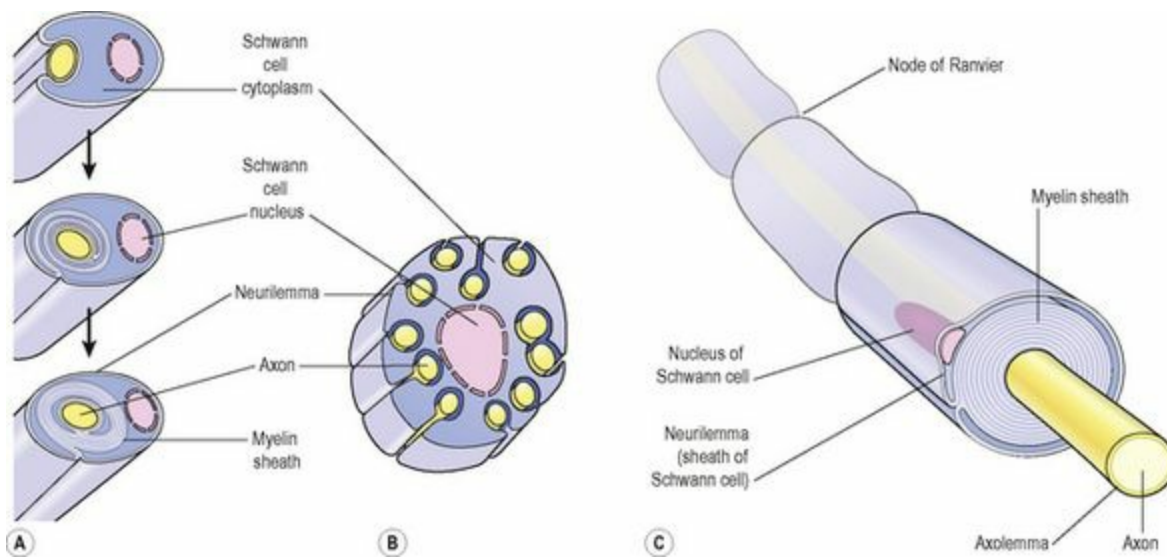 Schwann
cell
cytoplasm
Schwann
cell
nucleus
Neurilemma
Axon
Myelin
sheath
A
B
Node of Ranvier
Myelin sheath
Nucleus of
Schwann cell
Neurilemma
(sheath of
Schwann cell)
Axolemma
Axon
C